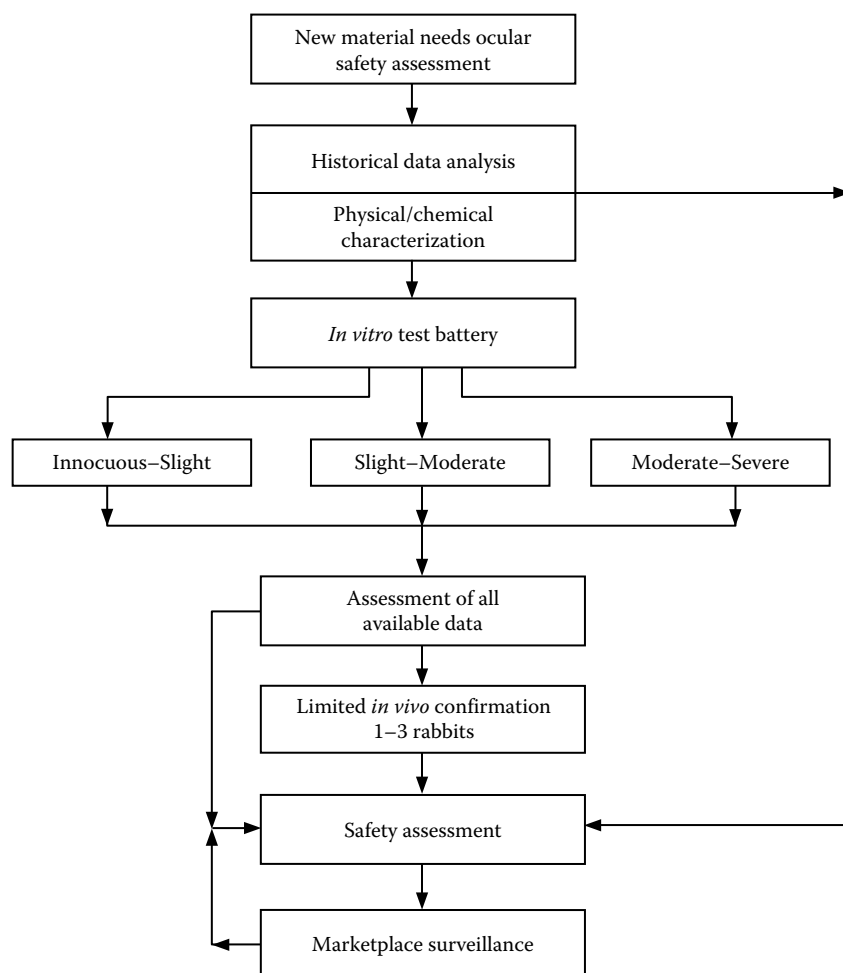 New material needs ocular
safety assessment
Historical data analysis
Physical/chemical
characterization
In vitro test battery
Innocuous–Slight
Slight–Moderate
Moderate–Severe
Assessment of all
available data
Limited in vivo confirmation
1–3 rabbits
Safety assessment
Marketplace surveillance